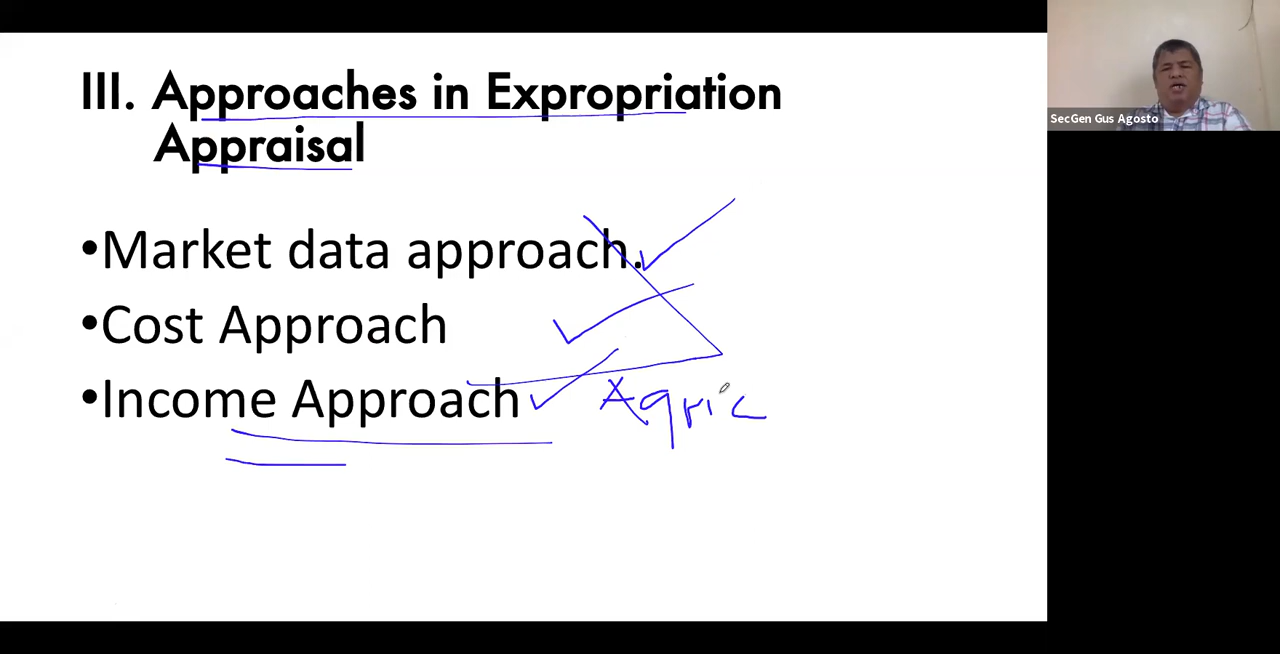 III. Approaches in Expropriation
Appraisal
SecGen Gus Agosto
•Market data approach.
•Cost Approach
•Income Approach
Agric